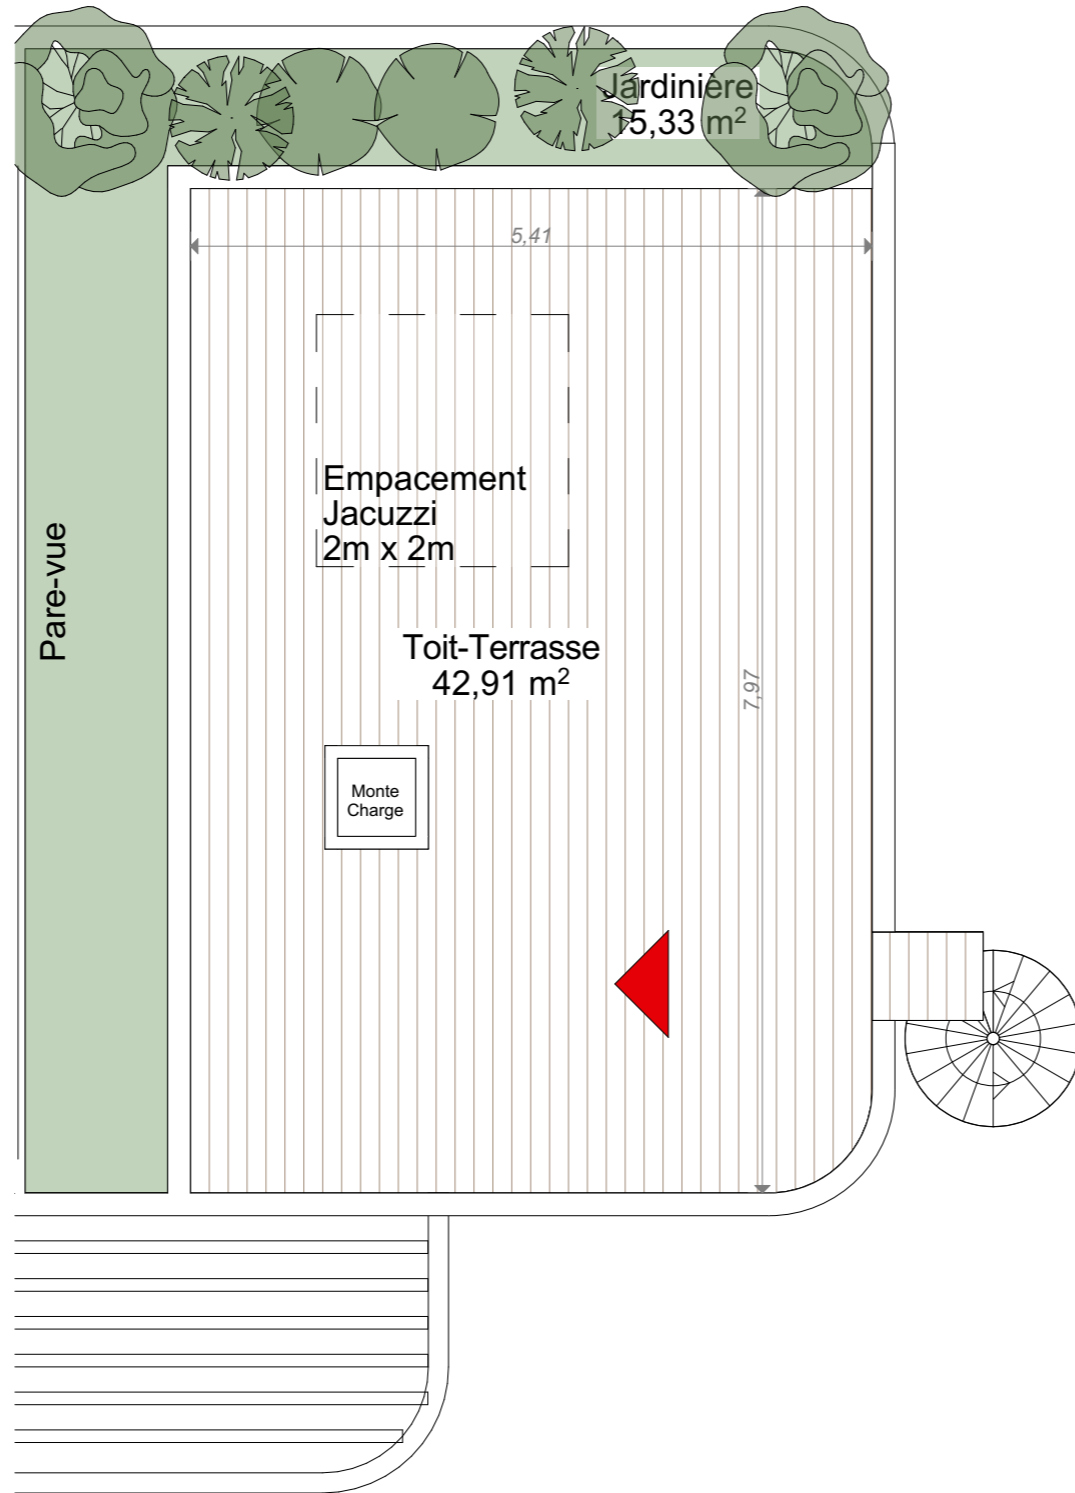 Jardinière
15,33 m²
5,41
Empacement
Jacuzzi
2m x 2m
Pare-vue
Toit-Terrasse
42,91 m²
7,97
Monte
Charge